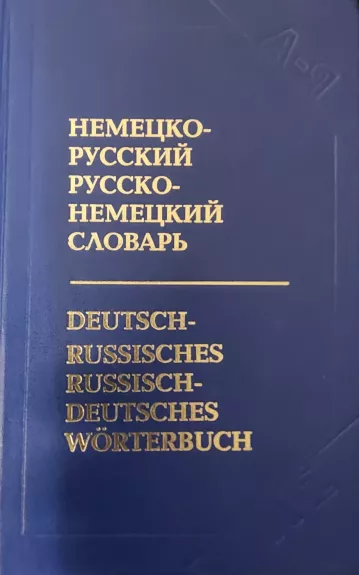 А-Я
НЕМЕЦКО-
РУССКИЙ
РУССКО-
НЕМЕЦКИЙ
СЛОВАРЬ
DEUTSCH-
RUSSISCHES
RUSSISCH-
DEUTSCHES
WÖRTERBUCH